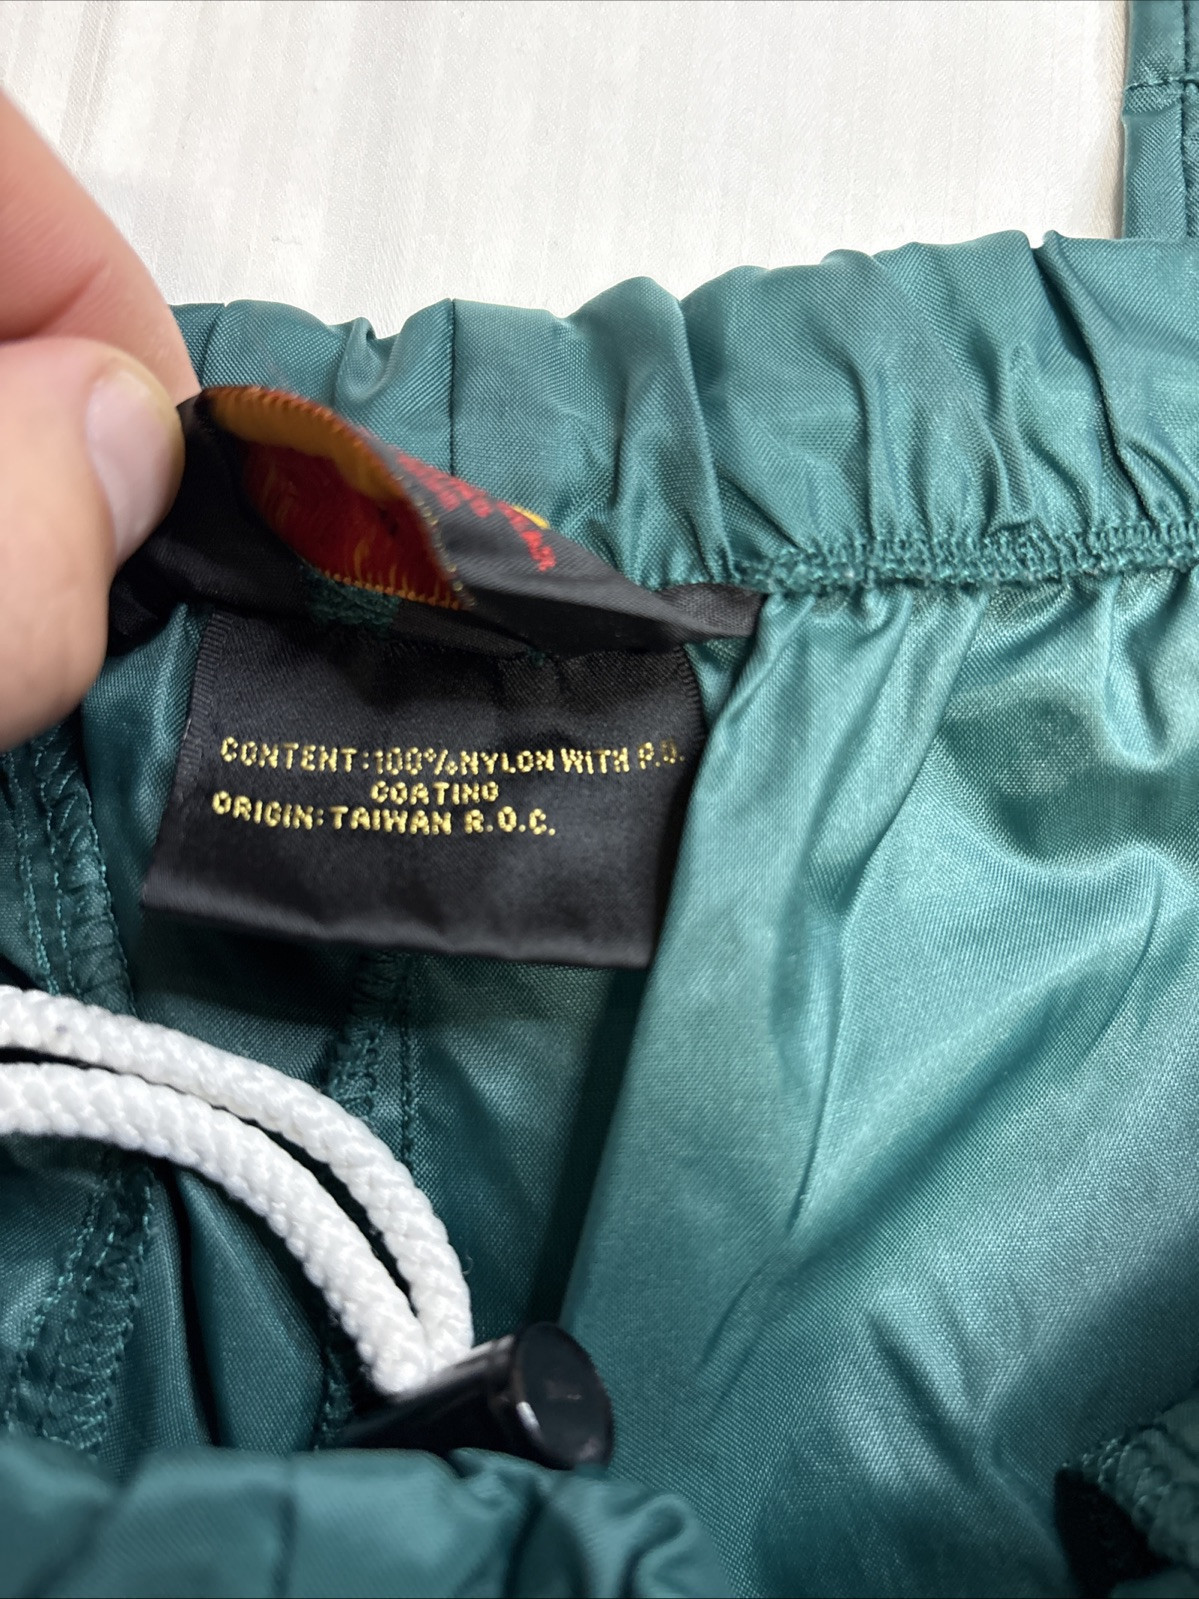 CONTENT:100%NYLON WITH P.D.
COATING
ORIGIN: TAIWAN R.O.C.